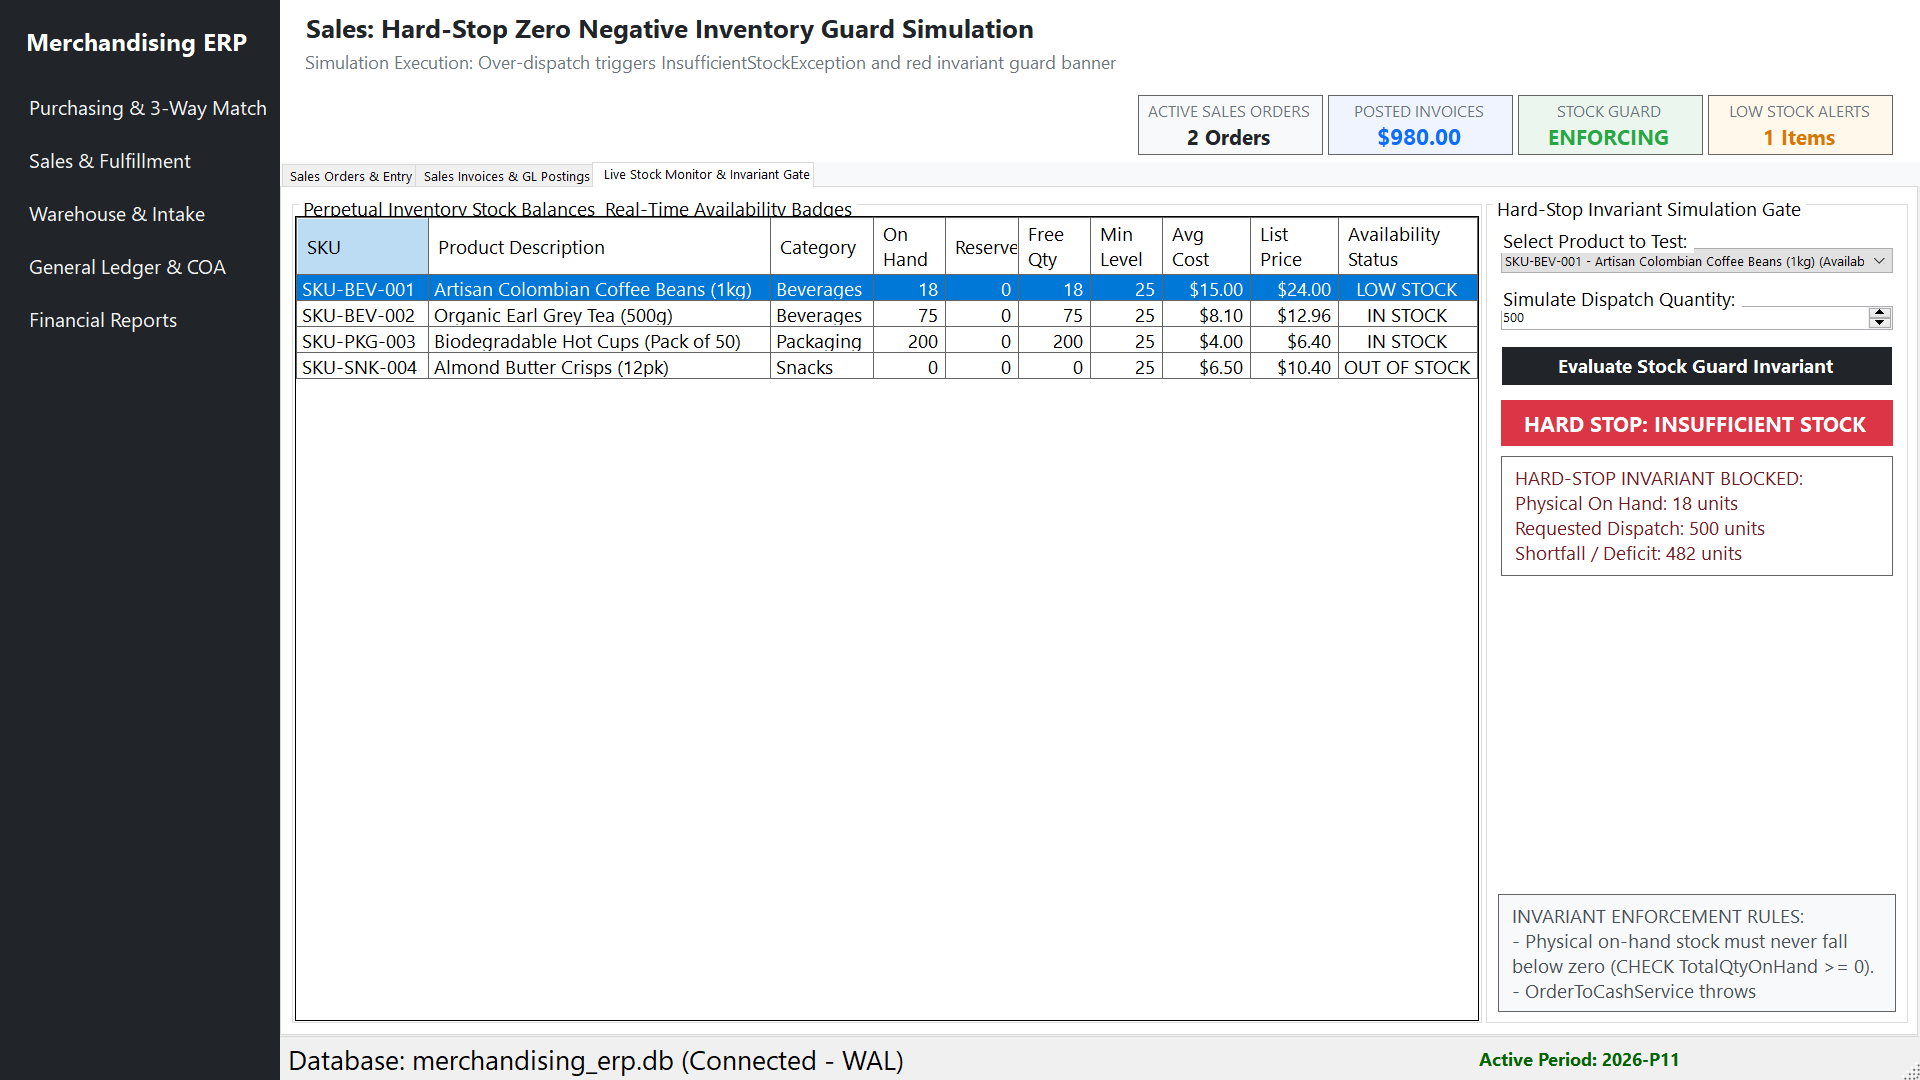 Merchandising ERP
Purchasing & 3-Way Match
Sales & Fulfillment
Warehouse & Intake
General Ledger & COA
Financial Reports
Sales: Hard-Stop Zero Negative Inventory Guard Simulation
Simulation Execution: Over-dispatch triggers InsufficientStockException and red invariant guard banner
ACTIVE SALES ORDERS
2 Orders
POSTED INVOICES
$980.00
STOCK GUARD
ENFORCING
LOW STOCK ALERTS
1 Items
Sales Orders & Entry
Sales Invoices & GL Postings
Live Stock Monitor & Invariant Gate
Perpetual Inventory Stock Balances  Real-Time Availability Badges
SKU Product Description Category On Hand Reserve Free Qty Min Level Avg Cost List Price Availability Status
SKU-BEV-001 Artisan Colombian Coffee Beans (1kg) Beverages 18 0 18 25 $15.00 $24.00 LOW STOCK
SKU-BEV-002 Organic Earl Grey Tea (500g) Beverages 75 0 75 25 $8.10 $12.96 IN STOCK
SKU-PKG-003 Biodegradable Hot Cups (Pack of 50) Packaging 200 0 200 25 $4.00 $6.40 IN STOCK
SKU-SNK-004 Almond Butter Crisps (12pk) Snacks 0 0 0 25 $6.50 $10.40 OUT OF STOCK
Hard-Stop Invariant Simulation Gate
Select Product to Test:
SKU-BEV-001 - Artisan Colombian Coffee Beans (1kg) (Availab
Simulate Dispatch Quantity:
500
Evaluate Stock Guard Invariant
HARD STOP: INSUFFICIENT STOCK
HARD-STOP INVARIANT BLOCKED:
Physical On Hand: 18 units
Requested Dispatch: 500 units
Shortfall / Deficit: 482 units
INVARIANT ENFORCEMENT RULES:
- Physical on-hand stock must never fall
below zero (CHECK TotalQtyOnHand >= 0).
- OrderToCashService throws
Database: merchandising_erp.db (Connected - WAL)
Active Period: 2026-P11